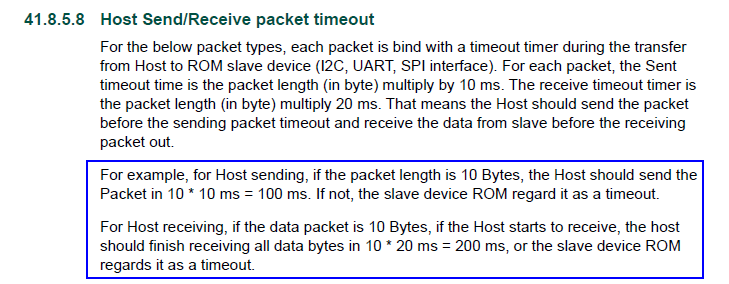 41.8.5.8 Host Send/Receive packet timeout
For the below packet types, each packet is bind with a timeout timer during the transfer
from Host to ROM slave device (I2C, UART, SPI interface). For each packet, the Sent
timeout time is the packet length (in byte) multiply by 10 ms. The receive timeout timer is
the packet length (in byte) multiply 20 ms. That means the Host should send the packet
before the sending packet timeout and receive the data from slave before the receiving
packet out.
For example, for Host sending, if the packet length is 10 Bytes, the Host should send the
Packet in 10 * 10 ms = 100 ms. If not, the slave device ROM regard it as a timeout.
For Host receiving, if the data packet is 10 Bytes, if the Host starts to receive, the host
should finish receiving all data bytes in 10 * 20 ms = 200 ms, or the slave device ROM
regards it as a timeout.